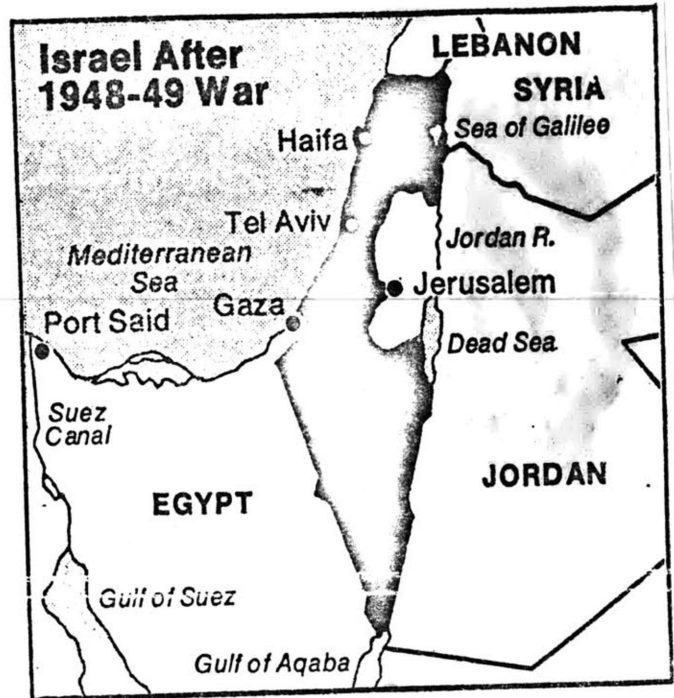 Israel After
1948-49 War
LEBANON
SYRIA
Haifa
Sea of Galilee
Tel Aviv
Jordan R.
Mediterranean
Sea
Jerusalem
Gaza
Port Said
Dead Sea
Suez
Canal
JORDAN
EGYPT
Gulf of Suez
Gulf of Aqaba